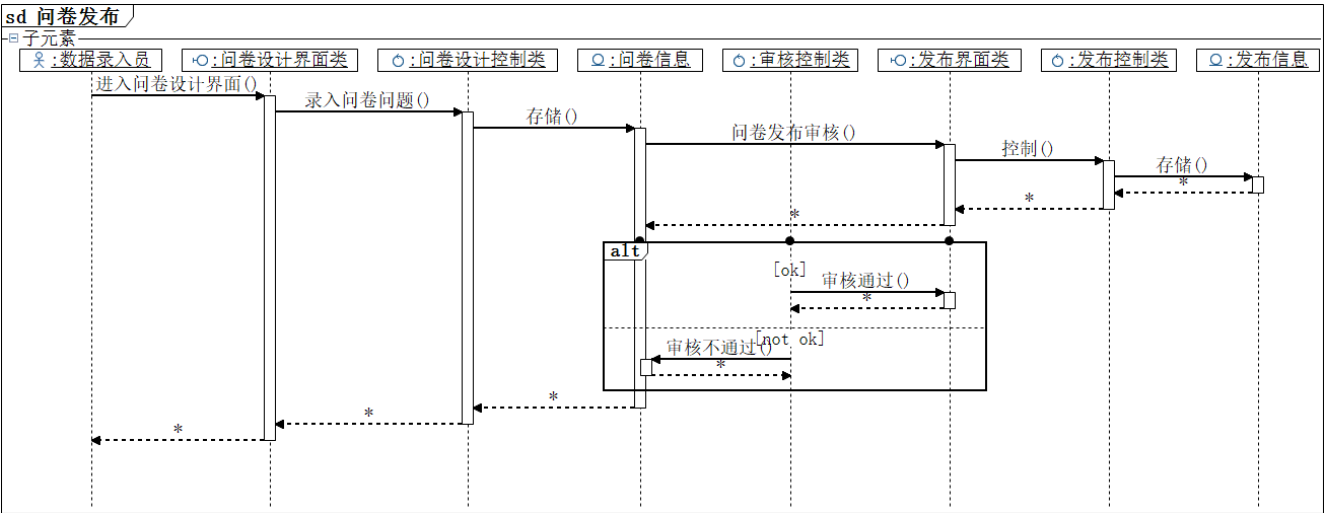 sd 问卷发布
子元素
:数据录入员
:问卷设计界面类
:问卷设计控制类
:问卷信息
:审核控制类
:发布界面类
:发布控制类
:发布信息
进入问卷设计界面()
录入问卷问题()
存储()
问卷发布审核()
控制()
存储()
*
*
*
alt
[ok]
审核通过()
*
[not ok]
审核不通过()
*
*
*
*